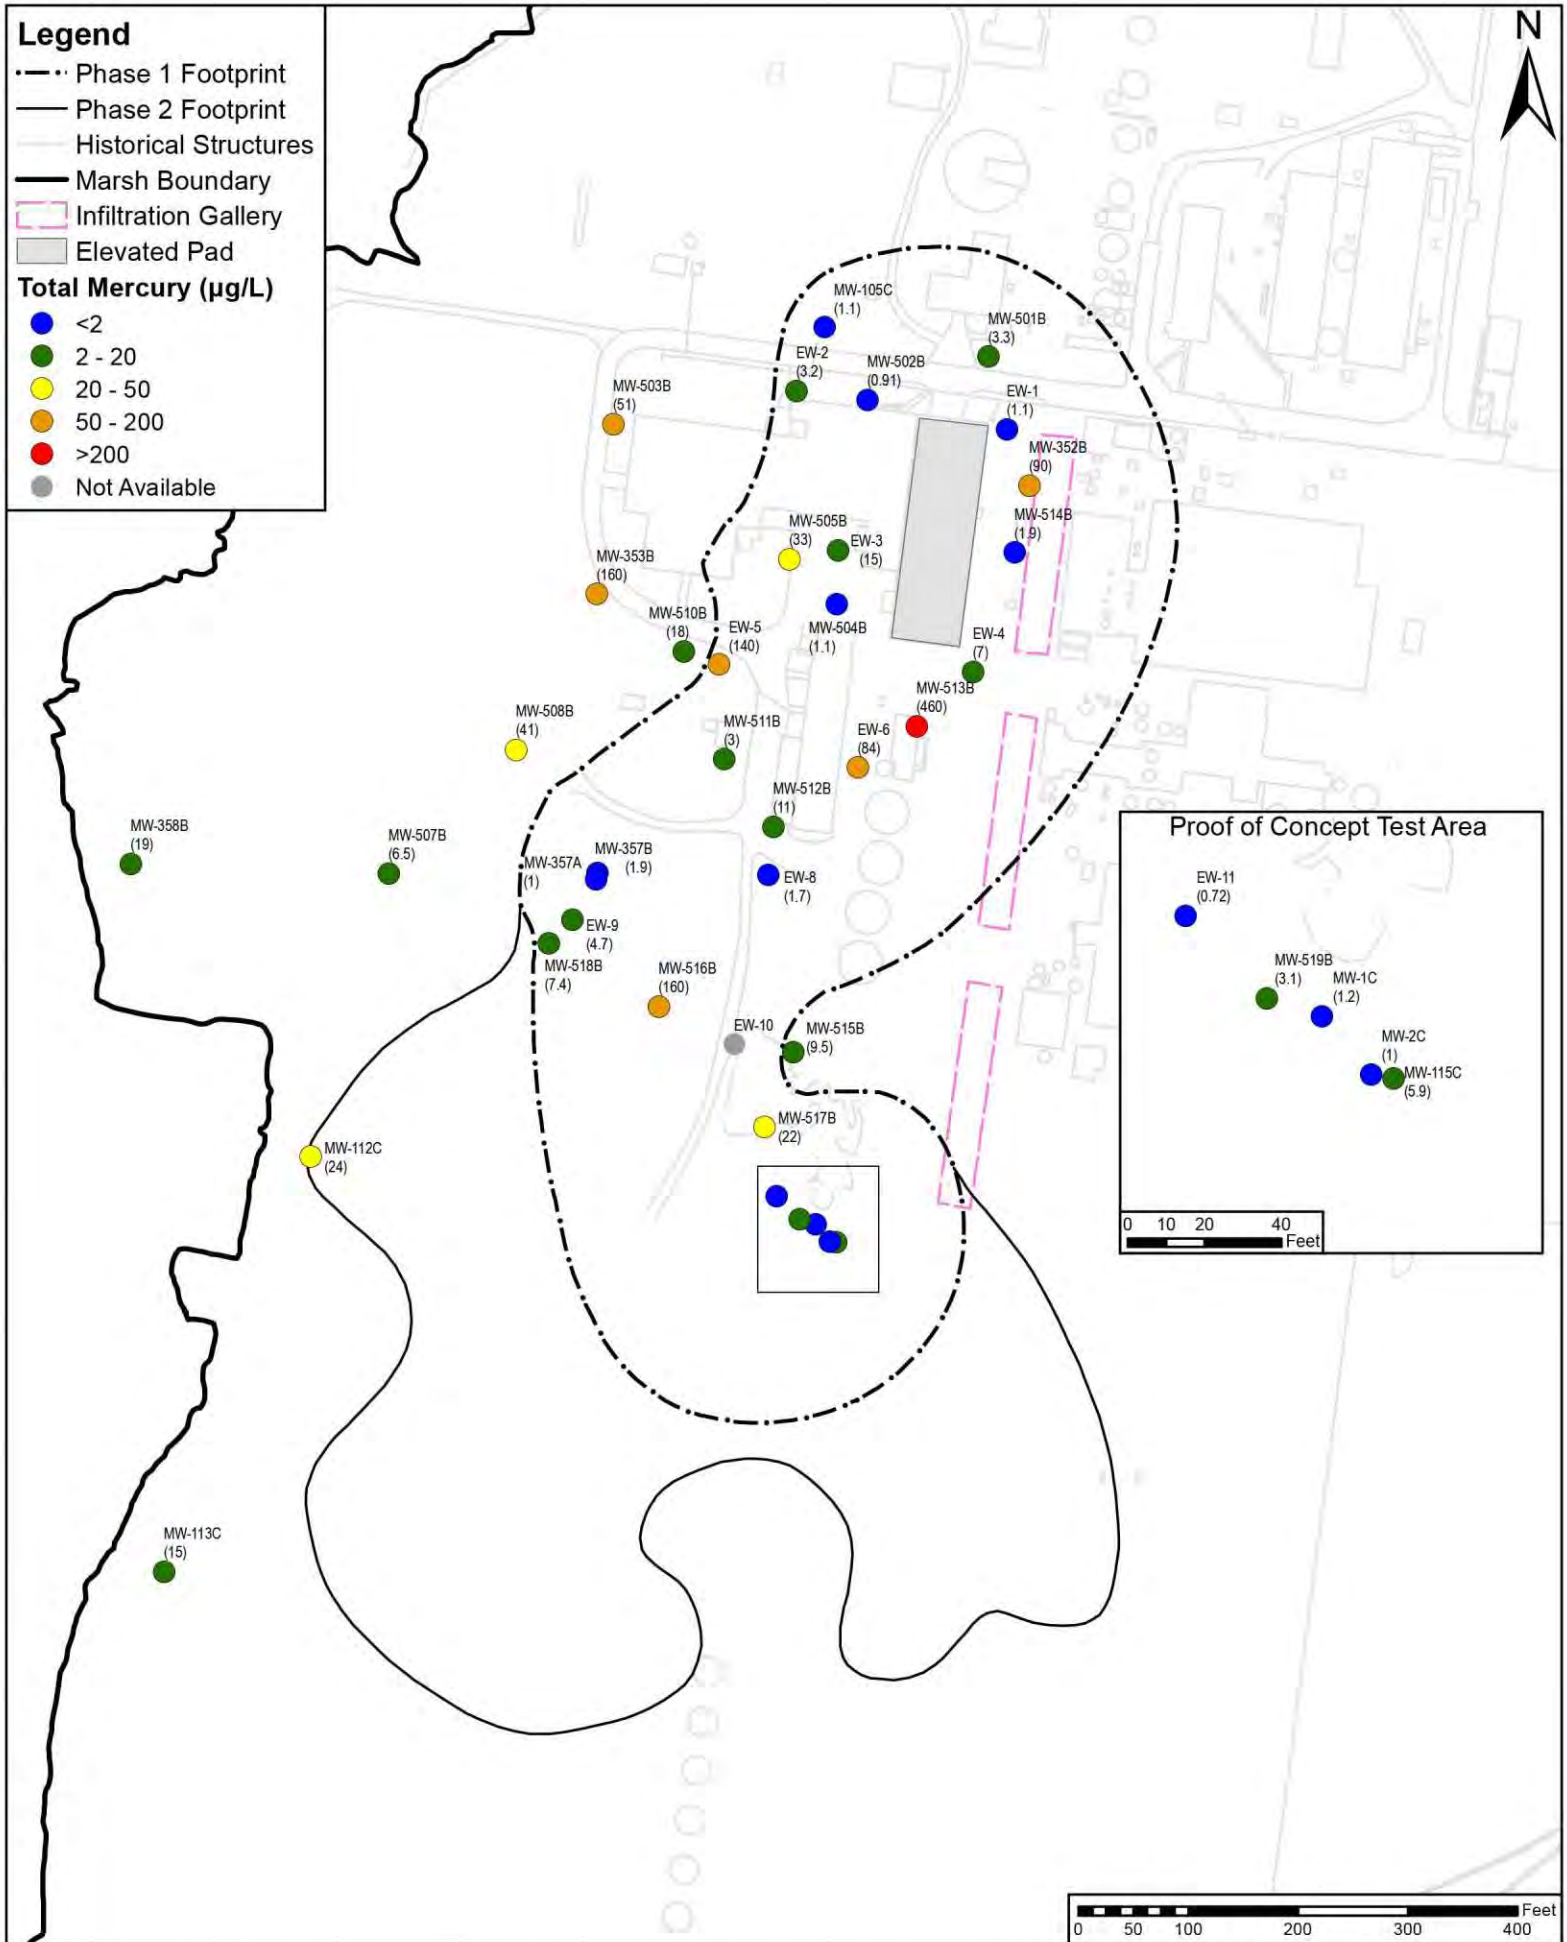 Legend
Phase 1 Footprint
Phase 2 Footprint
Historical Structures
Marsh Boundary
Infiltration Gallery
Elevated Pad
Total Mercury (µg/L)
<2
2 - 20
20 - 50
50 - 200
>200
Not Available
N
MW-105C
(1.1)
MW-501B
(3.3)
EW-2
(3.2)
MW-502B
(0.91)
MW-503B
(51)
EW-1
(1.1)
MW-352B
(90)
MW-514B
(1.9)
MW-505B
(33)
EW-3
(15)
MW-353B
(160)
MW-504B
(1.1)
MW-510B
(18)
EW-5
(140)
EW-4
(7)
MW-513B
(460)
MW-508B
(41)
MW-511B
(3)
EW-6
(84)
MW-512B
(11)
MW-358B
(19)
MW-507B
(6.5)
MW-357A
(1)
MW-357B
(1.9)
EW-8
(1.7)
EW-9
(4.7)
MW-518B
(7.4)
MW-516B
(160)
EW-10
MW-515B
(9.5)
MW-517B
(22)
MW-112C
(24)
MW-113C
(15)
Proof of Concept Test Area
EW-11
(0.72)
MW-519B
(3.1)
MW-1C
(1.2)
MW-2C
(1)
MW-115C
(5.9)
0 10 20 40
Feet
Feet
0 50 100 200 300 400